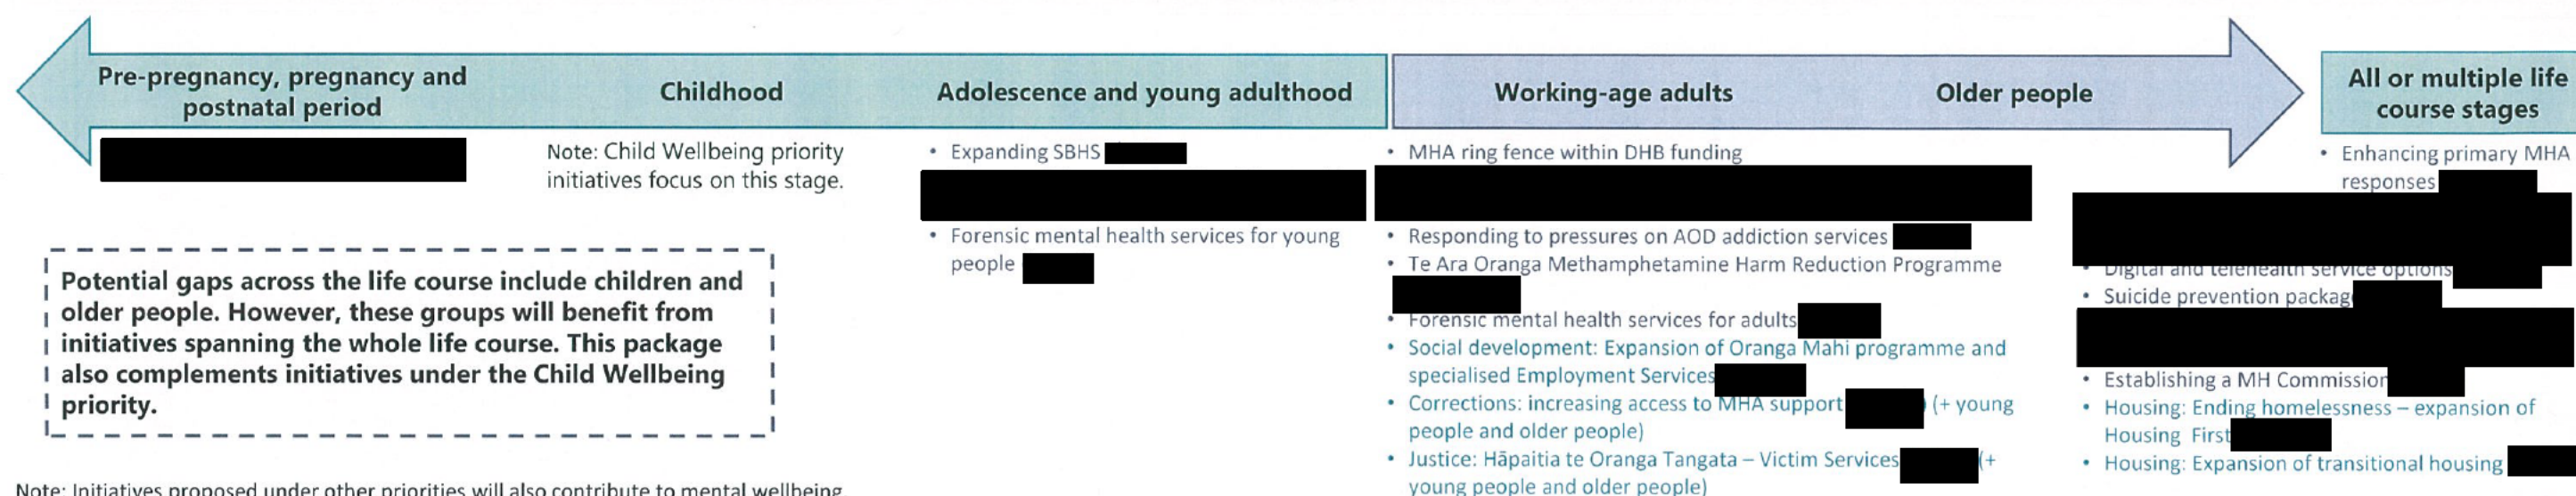 Pre-pregnancy, pregnancy and
postnatal period
Childhood
Adolescence and young adulthood
Working-age adults
Older people
All or multiple life
course stages
Note: Child Wellbeing priority
initiatives focus on this stage.
• Expanding SBHS
• Forensic mental health services for young
people
• MHA ring fence within DHB funding
• Responding to pressures on AOD addiction services
• Te Ara Oranga Methamphetamine Harm Reduction Programme
• Forensic mental health services for adults
• Social development: Expansion of Oranga Mahi programme and
specialised Employment Services
• Corrections: increasing access to MHA support ) (+ young
people and older people)
• Justice: Hāpaitia te Oranga Tangata – Victim Services (+
young people and older people)
• Enhancing primary MHA
responses
• Digital and telehealth service options
• Suicide prevention package
• Establishing a MH Commission
• Housing: Ending homelessness – expansion of
Housing First
• Housing: Expansion of transitional housing
Potential gaps across the life course include children and
older people. However, these groups will benefit from
initiatives spanning the whole life course. This package
also complements initiatives under the Child Wellbeing
priority.
Note: Initiatives proposed under other priorities will also contribute to mental wellbeing